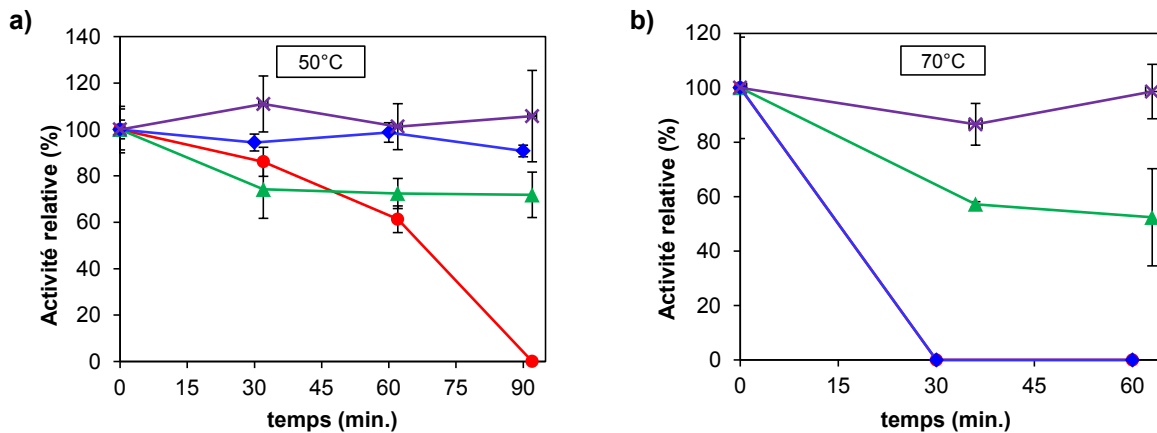 a)
50°C
Activité relative (%)
140
120
100
80
60
40
20
0
0 15 30 45 60 75 90
temps (min.)
b)
70°C
Activité relative (%)
120
100
80
60
40
20
0
0 15 30 45 60
temps (min.)